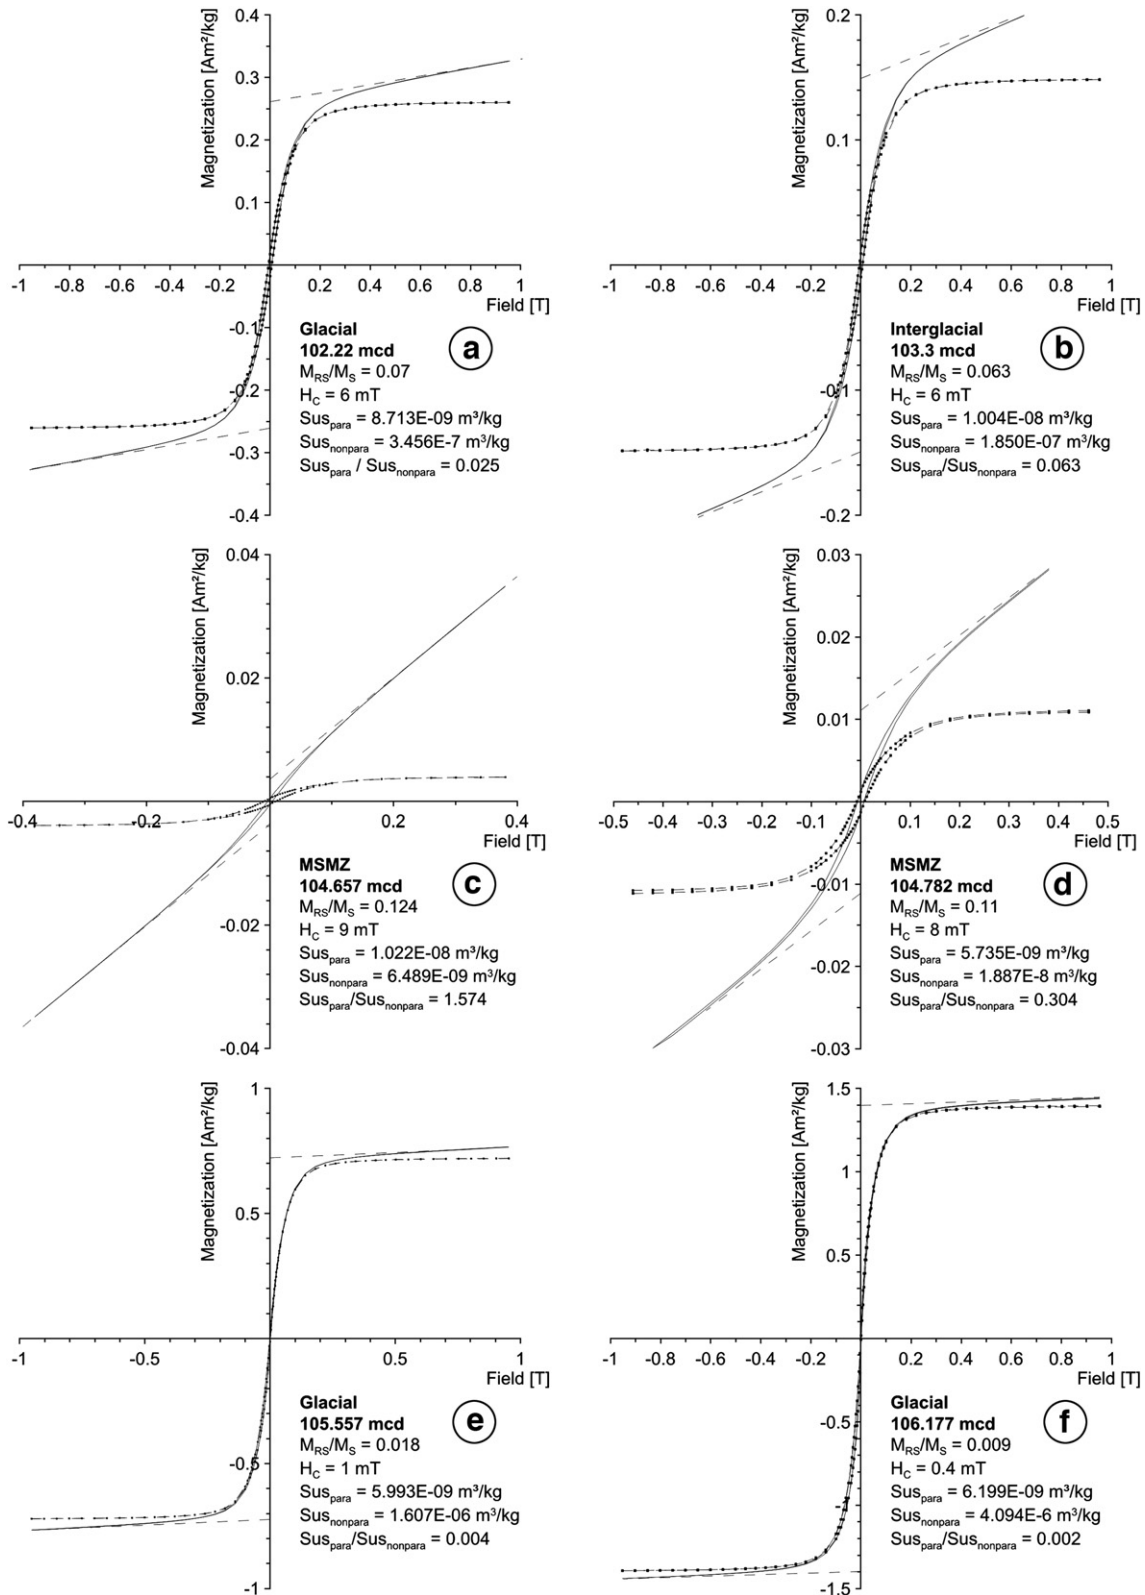 Magnetization [Am²/kg]
0.4
0.3
0.2
0.1
-1 -0.8 -0.6 -0.4 -0.2 0.2 0.4 0.6 0.8 1
Field [T]
-0.1
-0.2
-0.3
-0.4
Glacial
102.22 mcd
M_RS/M_S = 0.07
H_C = 6 mT
Sus_para = 8.713E-09 m³/kg
Sus_nonpara = 3.456E-7 m³/kg
Sus_para / Sus_nonpara = 0.025
a
Magnetization [Am²/kg]
0.2
0.1
-1 -0.8 -0.6 -0.4 -0.2 0.2 0.4 0.6 0.8 1
Field [T]
-0.1
-0.2
Interglacial
103.3 mcd
M_RS/M_S = 0.063
H_C = 6 mT
Sus_para = 1.004E-08 m³/kg
Sus_nonpara = 1.850E-07 m³/kg
Sus_para/Sus_nonpara = 0.063
b
Magnetization [Am²/kg]
0.04
0.02
-0.4 -0.2 0.2 0.4
Field [T]
-0.02
-0.04
MSMZ
104.657 mcd
M_RS/M_S = 0.124
H_C = 9 mT
Sus_para = 1.022E-08 m³/kg
Sus_nonpara = 6.489E-09 m³/kg
Sus_para/Sus_nonpara = 1.574
c
Magnetization [Am²/kg]
0.03
0.02
0.01
-0.5 -0.4 -0.3 -0.2 -0.1 0.1 0.2 0.3 0.4 0.5
Field [T]
-0.01
-0.02
-0.03
MSMZ
104.782 mcd
M_RS/M_S = 0.11
H_C = 8 mT
Sus_para = 5.735E-09 m³/kg
Sus_nonpara = 1.887E-8 m³/kg
Sus_para/Sus_nonpara = 0.304
d
Magnetization [Am²/kg]
1
0.5
-1 -0.5 0.5 1
Field [T]
-0.5
-1
Glacial
105.557 mcd
M_RS/M_S = 0.018
H_C = 1 mT
Sus_para = 5.993E-09 m³/kg
Sus_nonpara = 1.607E-06 m³/kg
Sus_para/Sus_nonpara = 0.004
e
Magnetization [Am²/kg]
1.5
1
0.5
-1 -0.8 -0.6 -0.4 -0.2 0.2 0.4 0.6 0.8 1
Field [T]
-0.5
-1
-1.5
Glacial
106.177 mcd
M_RS/M_S = 0.009
H_C = 0.4 mT
Sus_para = 6.199E-09 m³/kg
Sus_nonpara = 4.094E-6 m³/kg
Sus_para/Sus_nonpara = 0.002
f